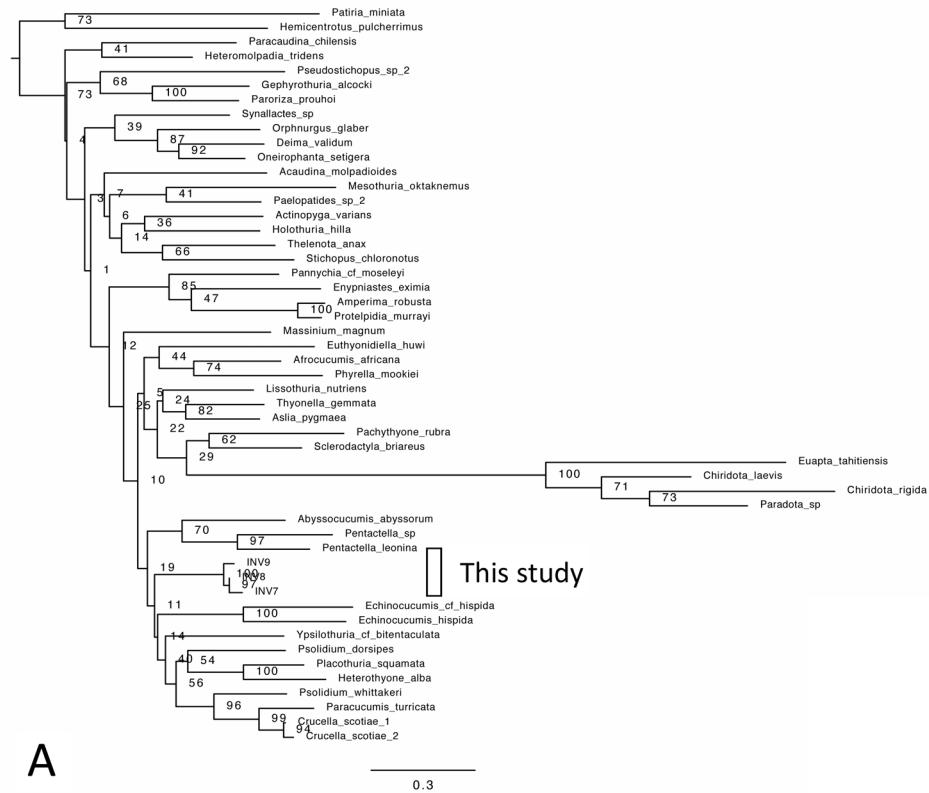 Patiria_miniata
73
Hemicentrotus_pulcherrimus
Paracaudina_chilensis
41
Heteromolpadia_tridens
Pseudostichopus_sp_2
68
Gephyrothuria_alcocki
73
100
Paroriza_prouhoi
Synallactes_sp
39
Orphnurgus_glaber
4
87
Deima_validum
92
Oneirophanta_setigera
Acaudina_molpadioides
Mesothuria_oktaknemus
3
7
41
Paelopatides_sp_2
6
Actinopyga_varians
36
Holothuria_hilla
14
Thelenota_anax
66
Stichopus_chloronotus
1
Pannychia_cf_moseleyi
85
Enypniastes_eximia
47
Amperima_robusta
100
Protelpidia_murrayi
Massinium_magnum
12
Euthyonidiella_huwi
44
Afrocucumis_africana
74
Phyrella_mookiei
Lissothuria_nutriens
5
24
Thyonella_gemmata
25
82
Aslia_pygmaea
22
Pachythyone_rubra
62
Sclerodactyla_briareus
29
Euapta_tahitiensis
100
Chiridota_laevis
10
71
Chiridota_rigida
73
Paradota_sp
Abyssocucumis_abyssorum
70
Pentactella_sp
97
Pentactella_leonina
INV9
19
100
INV8
This study
97
INV7
11
Echinocucumis_cf_hispida
100
Echinocucumis_hispida
14
Ypsilothuria_cf_bitentaculata
Psolidium_dorsipes
40
54
Placothuria_squamata
100
56
Heterothyone_alba
Psolidium_whittakeri
96
Paracucumis_turricata
99
Crucella_scotiae_1
94
Crucella_scotiae_2
A
0.3